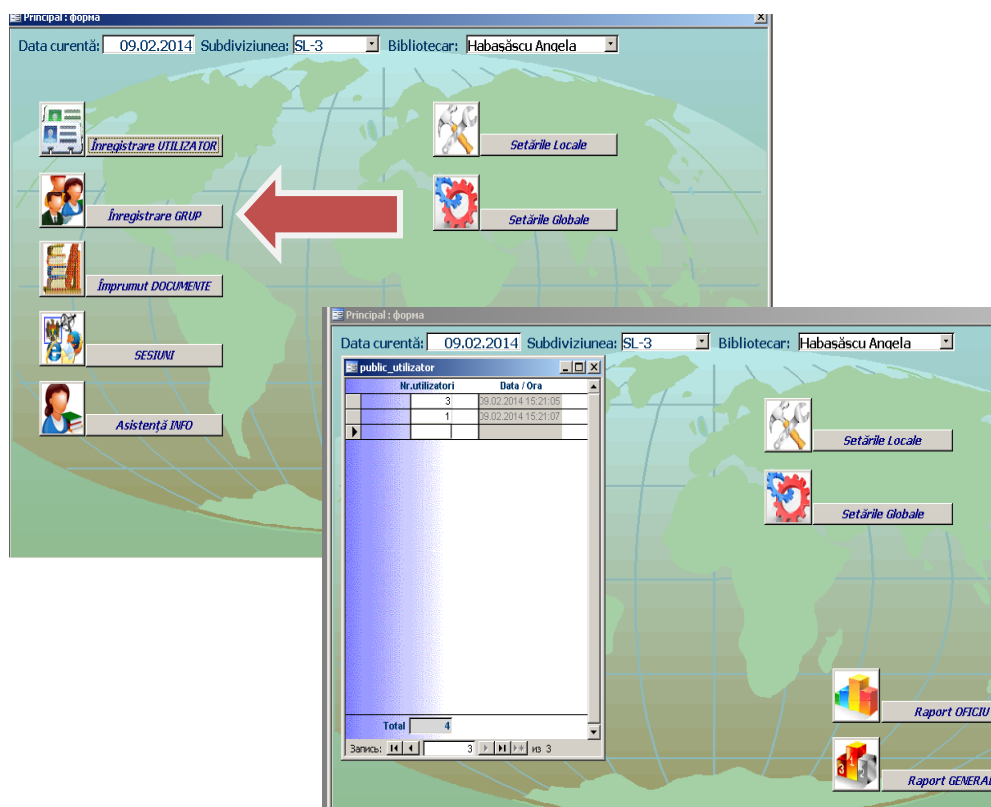 Principal : форма
Data curentă: 09.02.2014 Subdiviziunea: SL-3 Bibliotecar: Habașăscu Angela
Înregistrare UTILIZATOR
Setările Locale
Înregistrare GRUP
Setările Globale
Împrumut DOCUMENTE
SESIUNI
Asistență INFO
Principal : форма
Data curentă: 09.02.2014 Subdiviziunea: SL-3 Bibliotecar: Habașăscu Angela
public_utilizator
Nr.utilizatori Data / Ora
3 09.02.2014 15:21:05
1 09.02.2014 15:21:07
Total 4
Запись: 3 из 3
Setările Locale
Setările Globale
Raport OFICIU
Raport GENERAL